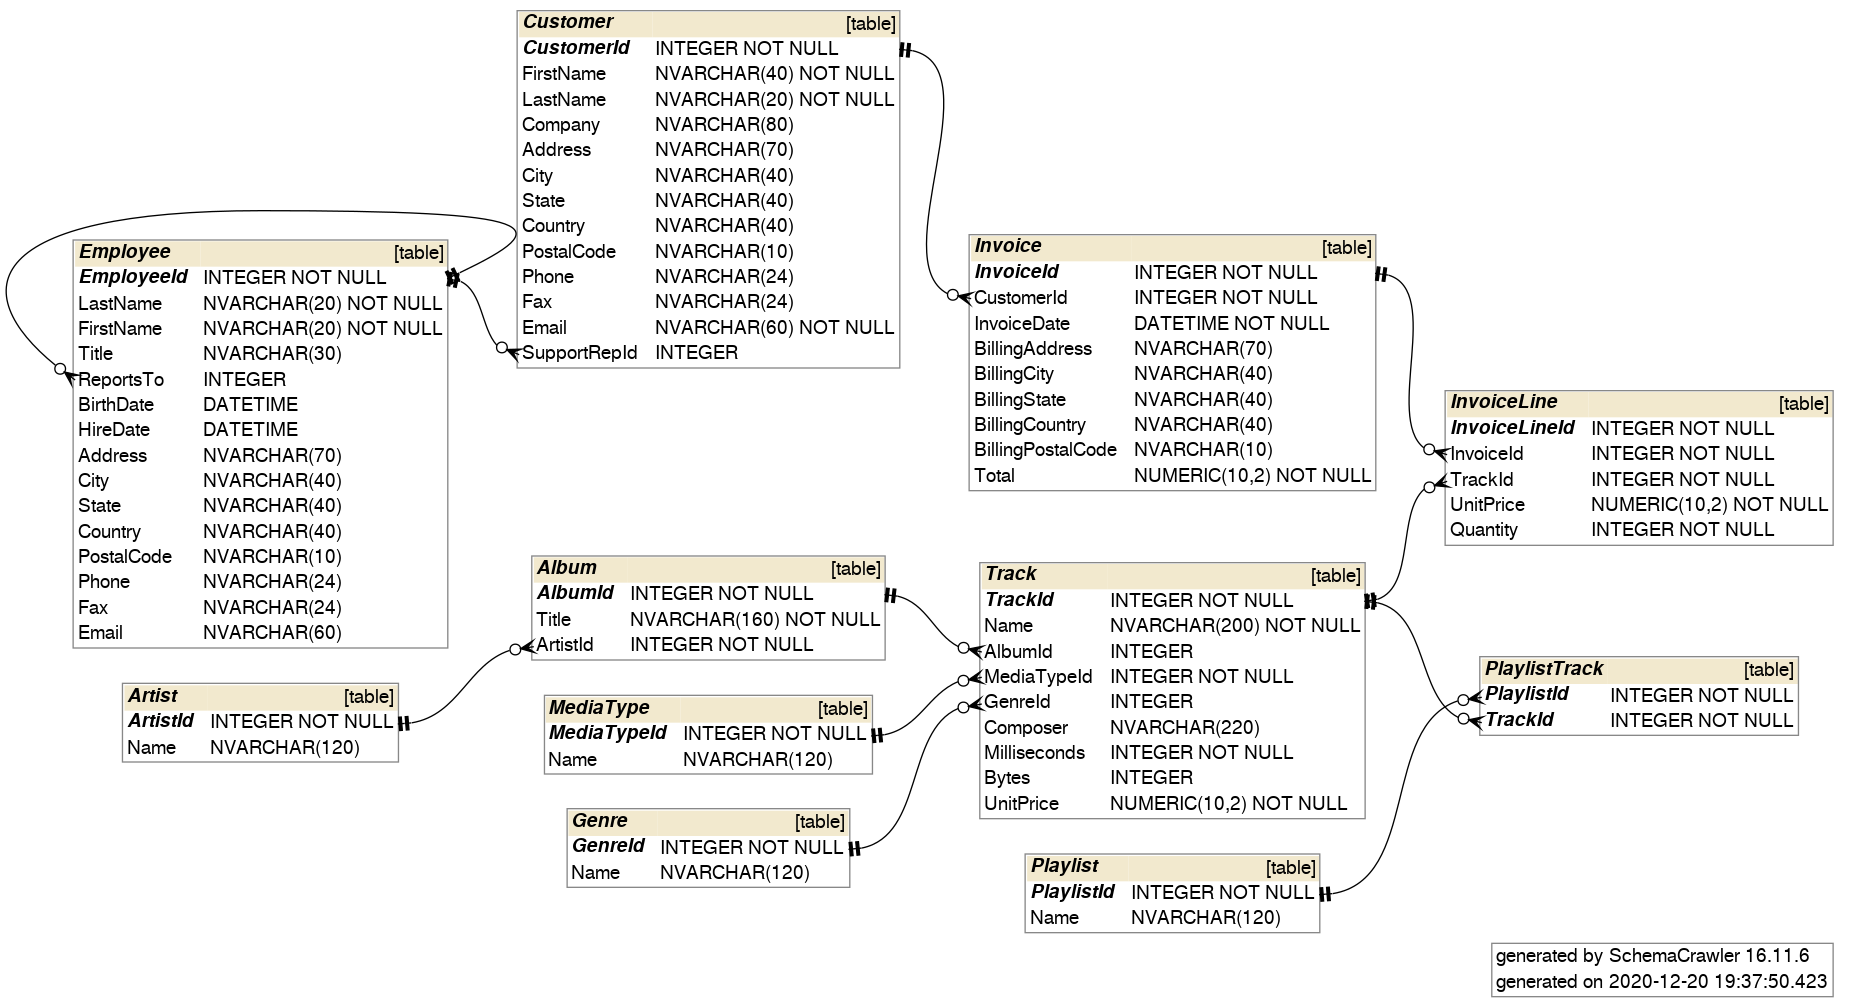 Customer [table]
CustomerId INTEGER NOT NULL
FirstName NVARCHAR(40) NOT NULL
LastName NVARCHAR(20) NOT NULL
Company NVARCHAR(80)
Address NVARCHAR(70)
City NVARCHAR(40)
State NVARCHAR(40)
Country NVARCHAR(40)
PostalCode NVARCHAR(10)
Phone NVARCHAR(24)
Fax NVARCHAR(24)
Email NVARCHAR(60) NOT NULL
SupportRepId INTEGER
Employee [table]
EmployeeId INTEGER NOT NULL
LastName NVARCHAR(20) NOT NULL
FirstName NVARCHAR(20) NOT NULL
Title NVARCHAR(30)
ReportsTo INTEGER
BirthDate DATETIME
HireDate DATETIME
Address NVARCHAR(70)
City NVARCHAR(40)
State NVARCHAR(40)
Country NVARCHAR(40)
PostalCode NVARCHAR(10)
Phone NVARCHAR(24)
Fax NVARCHAR(24)
Email NVARCHAR(60)
Invoice [table]
InvoiceId INTEGER NOT NULL
CustomerId INTEGER NOT NULL
InvoiceDate DATETIME NOT NULL
BillingAddress NVARCHAR(70)
BillingCity NVARCHAR(40)
BillingState NVARCHAR(40)
BillingCountry NVARCHAR(40)
BillingPostalCode NVARCHAR(10)
Total NUMERIC(10,2) NOT NULL
InvoiceLine [table]
InvoiceLineId INTEGER NOT NULL
InvoiceId INTEGER NOT NULL
TrackId INTEGER NOT NULL
UnitPrice NUMERIC(10,2) NOT NULL
Quantity INTEGER NOT NULL
Album [table]
AlbumId INTEGER NOT NULL
Title NVARCHAR(160) NOT NULL
ArtistId INTEGER NOT NULL
Track [table]
TrackId INTEGER NOT NULL
Name NVARCHAR(200) NOT NULL
AlbumId INTEGER
MediaTypeId INTEGER NOT NULL
GenreId INTEGER
Composer NVARCHAR(220)
Milliseconds INTEGER NOT NULL
Bytes INTEGER
UnitPrice NUMERIC(10,2) NOT NULL
PlaylistTrack [table]
PlaylistId INTEGER NOT NULL
TrackId INTEGER NOT NULL
Artist [table]
ArtistId INTEGER NOT NULL
Name NVARCHAR(120)
MediaType [table]
MediaTypeId INTEGER NOT NULL
Name NVARCHAR(120)
Genre [table]
GenreId INTEGER NOT NULL
Name NVARCHAR(120)
Playlist [table]
PlaylistId INTEGER NOT NULL
Name NVARCHAR(120)
generated by SchemaCrawler 16.11.6
generated on 2020-12-20 19:37:50.423